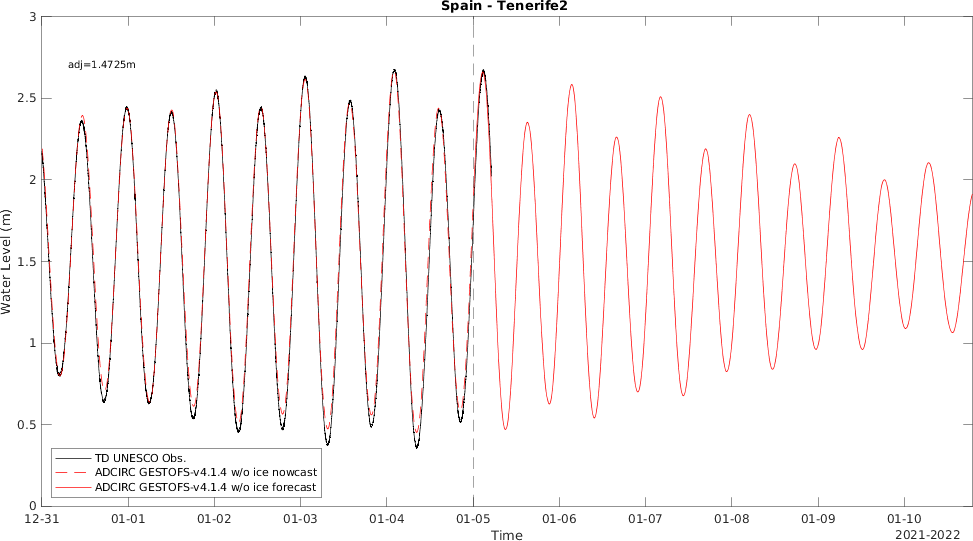 Spain - Tenerife2
3
adj=1.4725m
2.5
2
1.5
1
0.5
0
Water Level (m)
TD UNESCO Obs.
ADCIRC GESTOFS-v4.1.4 w/o ice nowcast
ADCIRC GESTOFS-v4.1.4 w/o ice forecast
12-31 01-01 01-02 01-03 01-04 01-05 01-06 01-07 01-08 01-09 01-10
Time
2021-2022